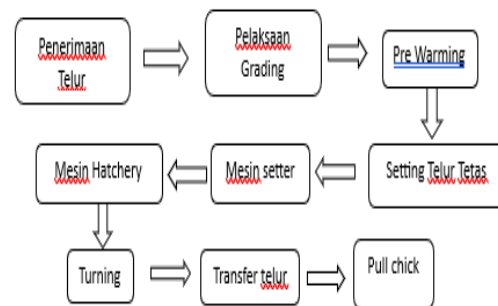 Penerimaan
Telur
Pelaksaan
Grading
Pre Warming
Setting Telur Tetas
Mesin setter
Mesin Hatchery
Turning
Transfer telur
Pull chick